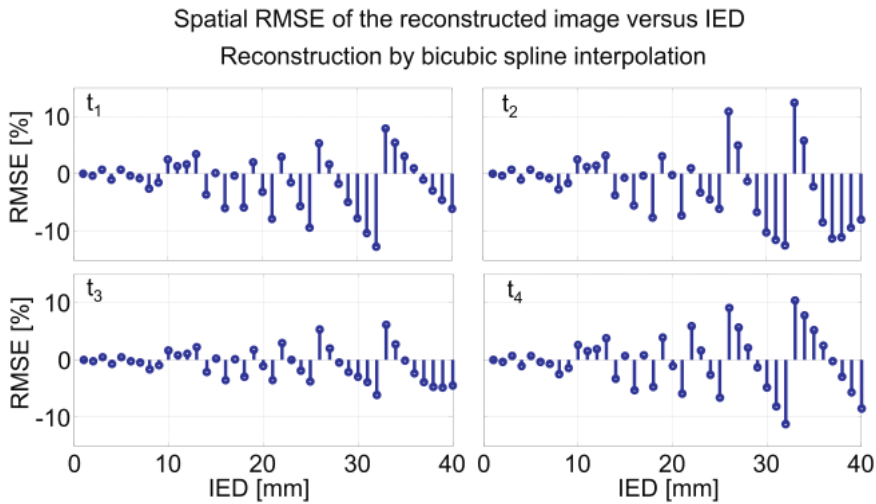 Spatial RMSE of the reconstructed image versus IED
Reconstruction by bicubic spline interpolation
t₁ t₂
RMSE [%] 10 0 -10
t₃ t₄
RMSE [%] 10 0 -10
0 10 20 30 40 0 10 20 30 40
IED [mm] IED [mm]